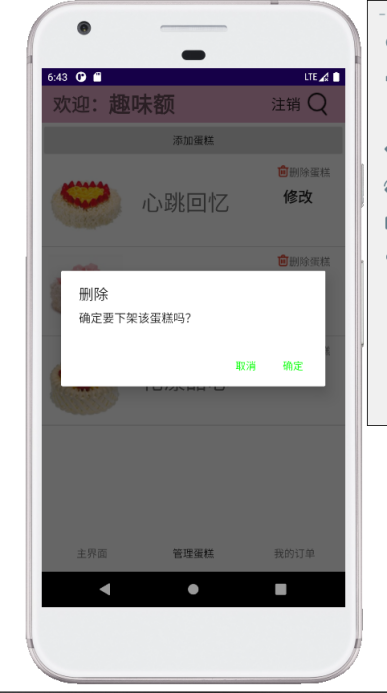 6:43
LTE
欢迎：趣味额
注销
添加蛋糕
删除蛋糕
心跳回忆
修改
删除蛋糕
删除
确定要下架该蛋糕吗?
取消
确定
主界面
管理蛋糕
我的订单